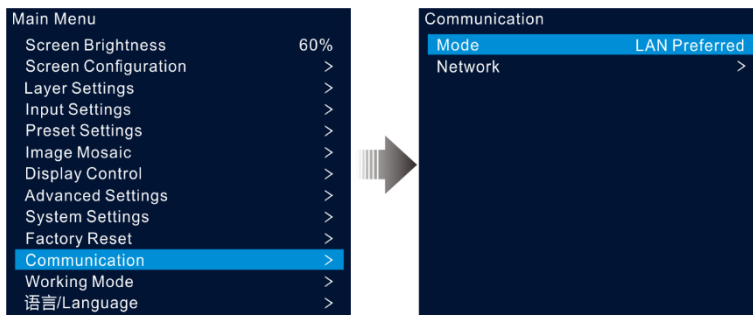 Main Menu
Screen Brightness 60%
Screen Configuration >
Layer Settings >
Input Settings >
Preset Settings >
Image Mosaic >
Display Control >
Advanced Settings >
System Settings >
Factory Reset >
Communication >
Working Mode >
语言/Language >
Communication
Mode LAN Preferred
Network >